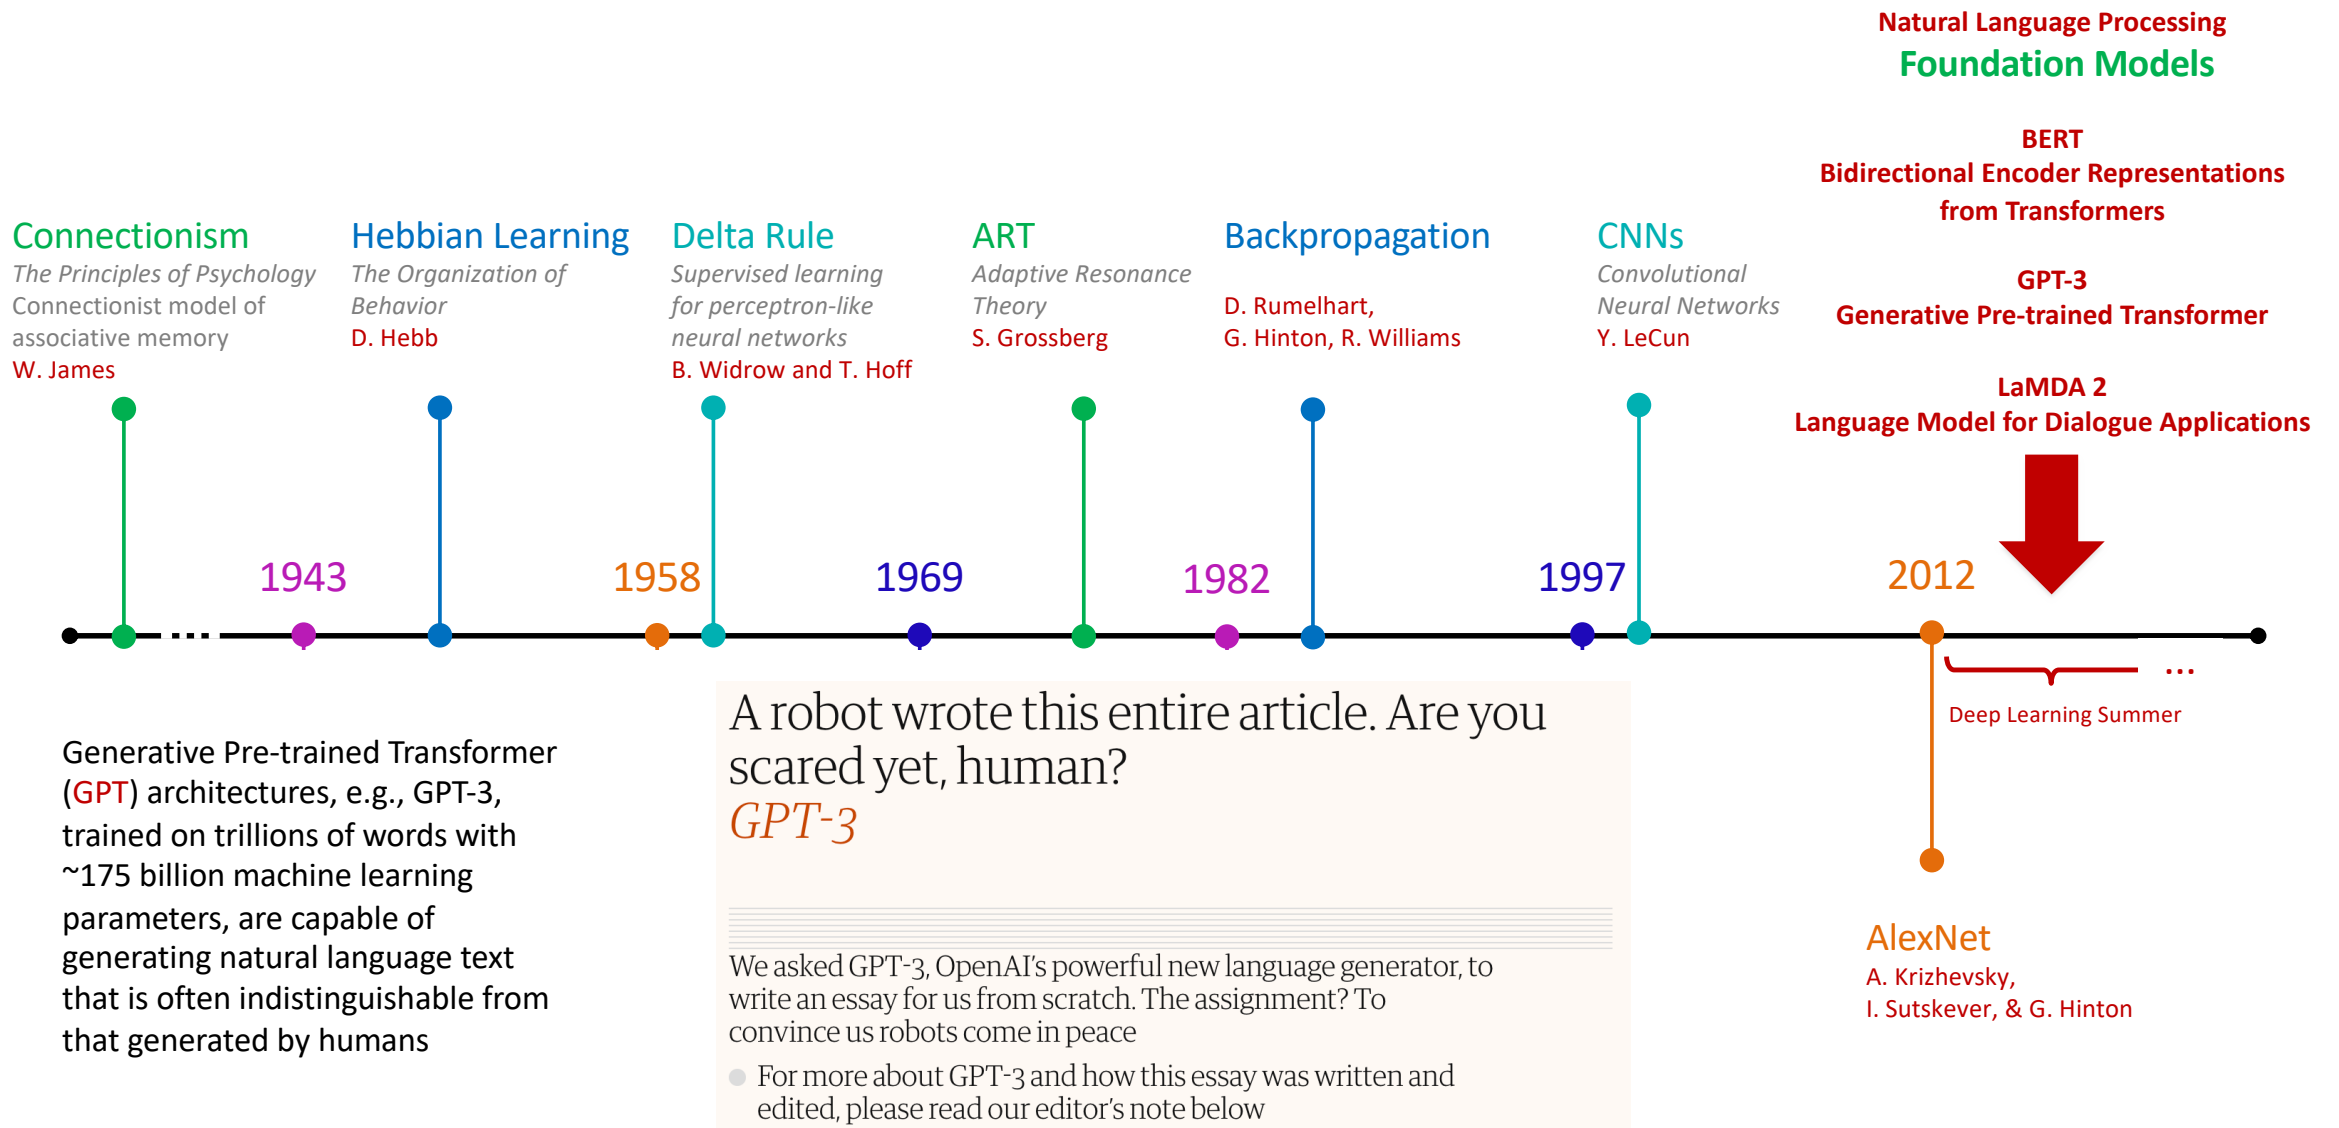 Natural Language Processing
Foundation Models
BERT
Bidirectional Encoder Representations
from Transformers
GPT-3
Generative Pre-trained Transformer
LaMDA 2
Language Model for Dialogue Applications
Connectionism
The Principles of Psychology
Connectionist model of
associative memory
W. James
Hebbian Learning
The Organization of
Behavior
D. Hebb
Delta Rule
Supervised learning
for perceptron-like
neural networks
B. Widrow and T. Hoff
ART
Adaptive Resonance
Theory
S. Grossberg
Backpropagation
D. Rumelhart,
G. Hinton, R. Williams
CNNs
Convolutional
Neural Networks
Y. LeCun
1943
1958
1969
1982
1997
2012
...
Deep Learning Summer
Generative Pre-trained Transformer
(GPT) architectures, e.g., GPT-3,
trained on trillions of words with
~175 billion machine learning
parameters, are capable of
generating natural language text
that is often indistinguishable from
that generated by humans
A robot wrote this entire article. Are you
scared yet, human?
GPT-3
We asked GPT-3, OpenAI's powerful new language generator, to
write an essay for us from scratch. The assignment? To
convince us robots come in peace
For more about GPT-3 and how this essay was written and
edited, please read our editor's note below
AlexNet
A. Krizhevsky,
I. Sutskever, & G. Hinton